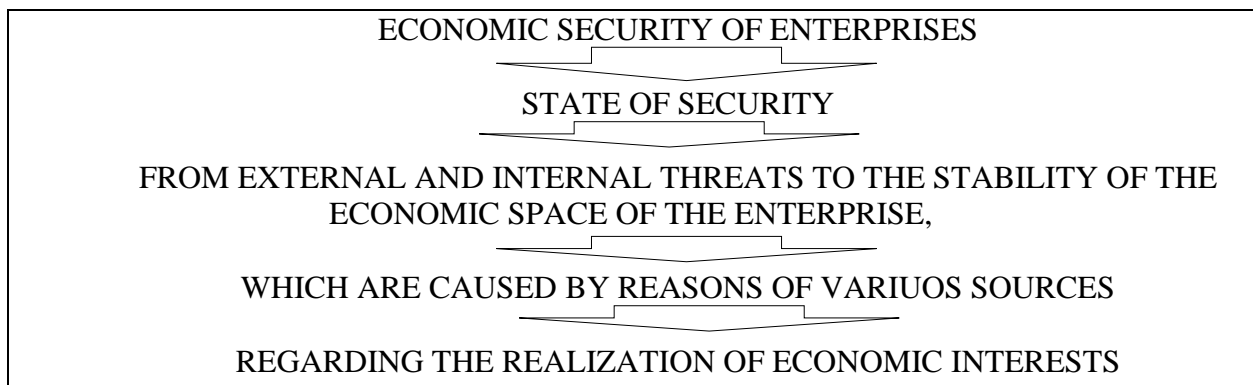 ECONOMIC SECURITY OF ENTERPRISES
STATE OF SECURITY
FROM EXTERNAL AND INTERNAL THREATS TO THE STABILITY OF THE
ECONOMIC SPACE OF THE ENTERPRISE,
WHICH ARE CAUSED BY REASONS OF VARIUOS SOURCES
REGARDING THE REALIZATION OF ECONOMIC INTERESTS